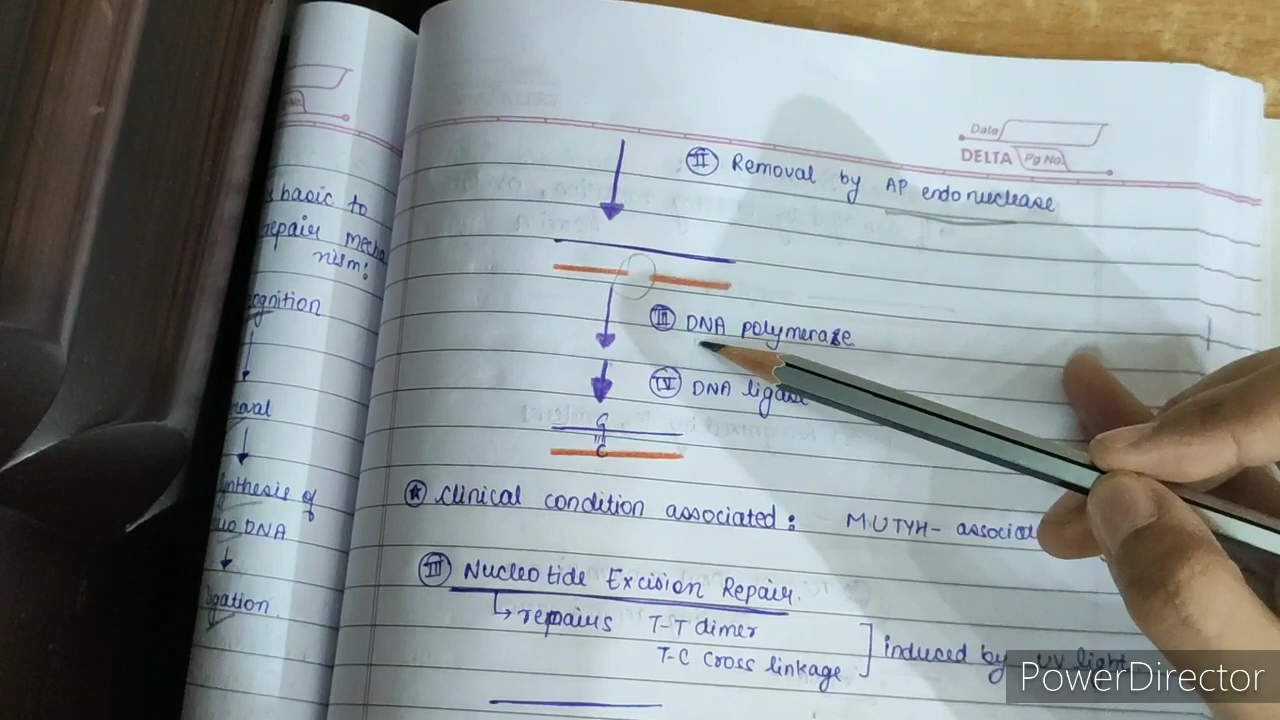 basic to
repair mecha
nism:
ognition
oval
nthesis of
DNA
gation
Date
DELTA Pg No.
II Removal by AP endonuclease
III DNA polymerase
IV DNA ligase
G
C
Clinical condition associated : MUTYH- associat
III Nucleotide Excision Repair.
↳ repairs T-T dimer
T-C cross linkage
induced by UV light
PowerDirector